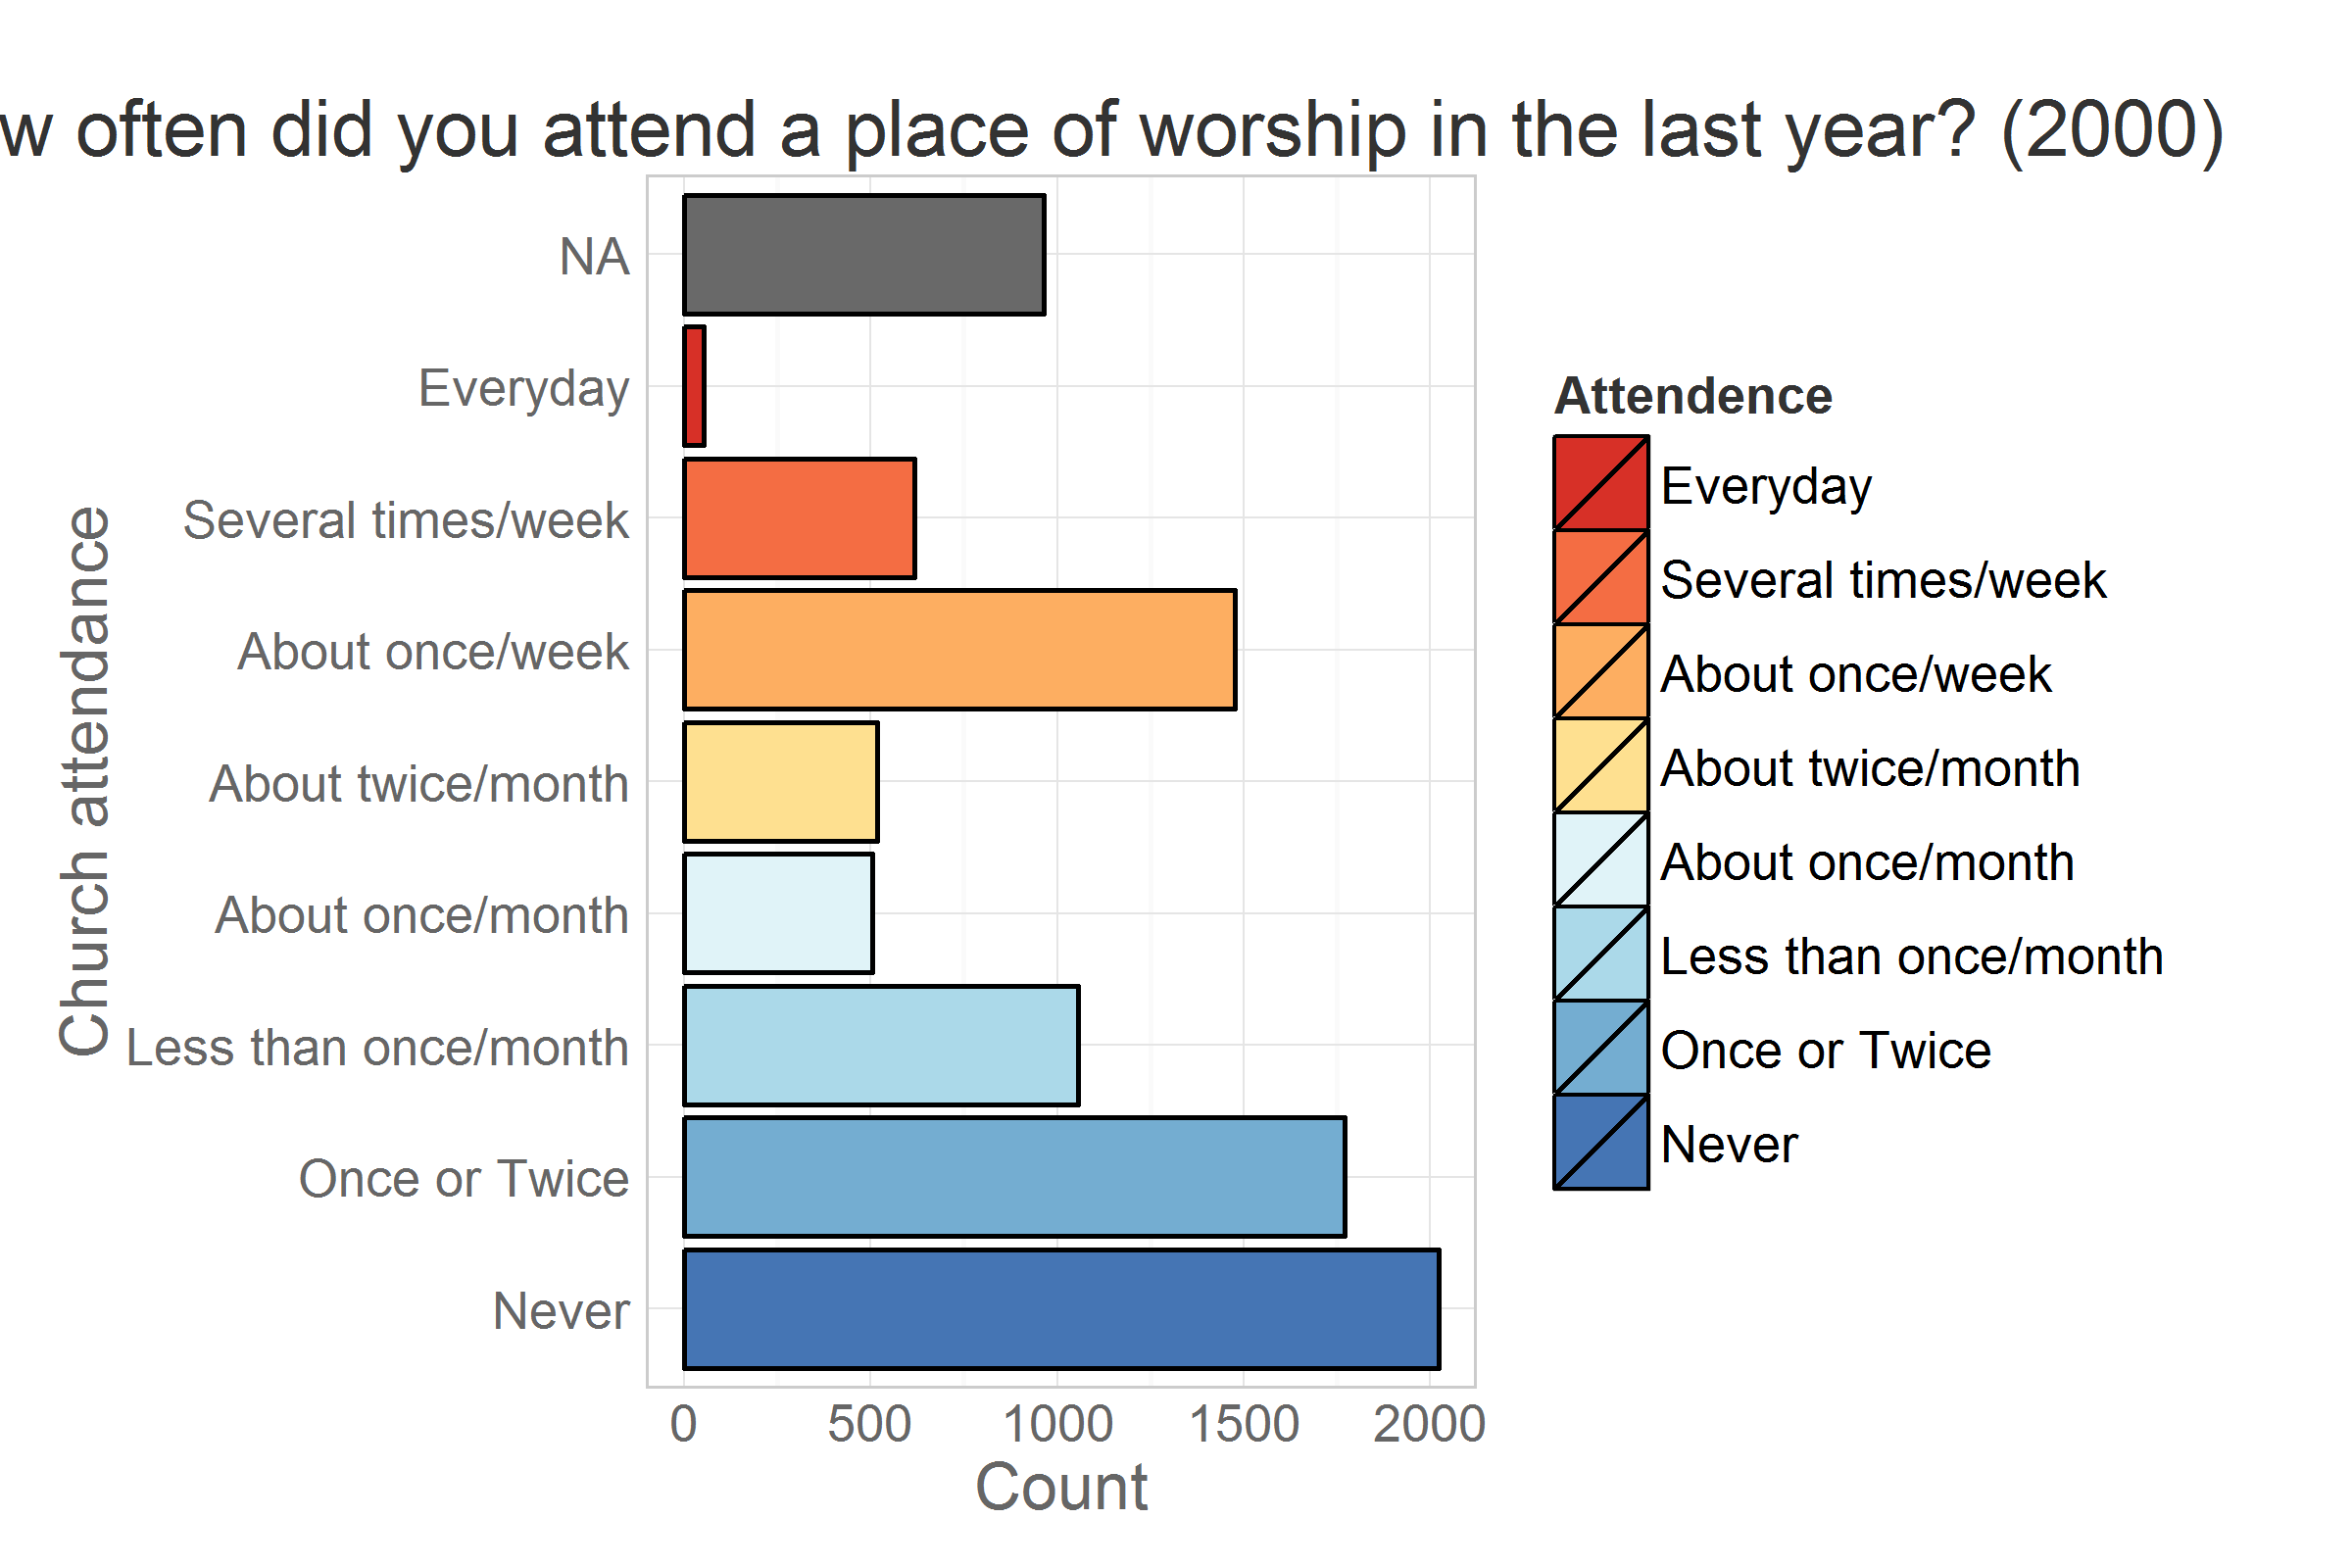 w often did you attend a place of worship in the last year? (2000)
Church attendance
NA
Everyday
Several times/week
About once/week
About twice/month
About once/month
Less than once/month
Once or Twice
Never
0 500 1000 1500 2000
Count
Attendence
Everyday
Several times/week
About once/week
About twice/month
About once/month
Less than once/month
Once or Twice
Never